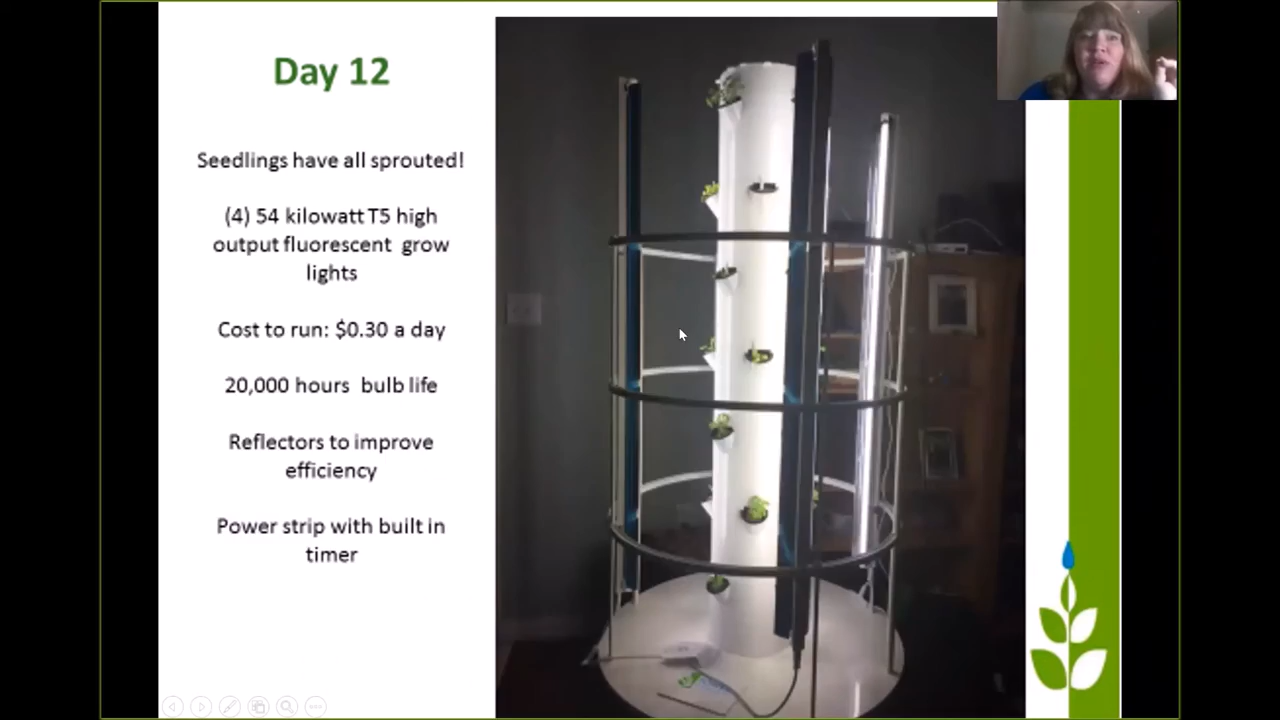 Day 12
Seedlings have all sprouted!
(4) 54 kilowatt T5 high
output fluorescent grow
lights
Cost to run: $0.30 a day
20,000 hours bulb life
Reflectors to improve
efficiency
Power strip with built in
timer